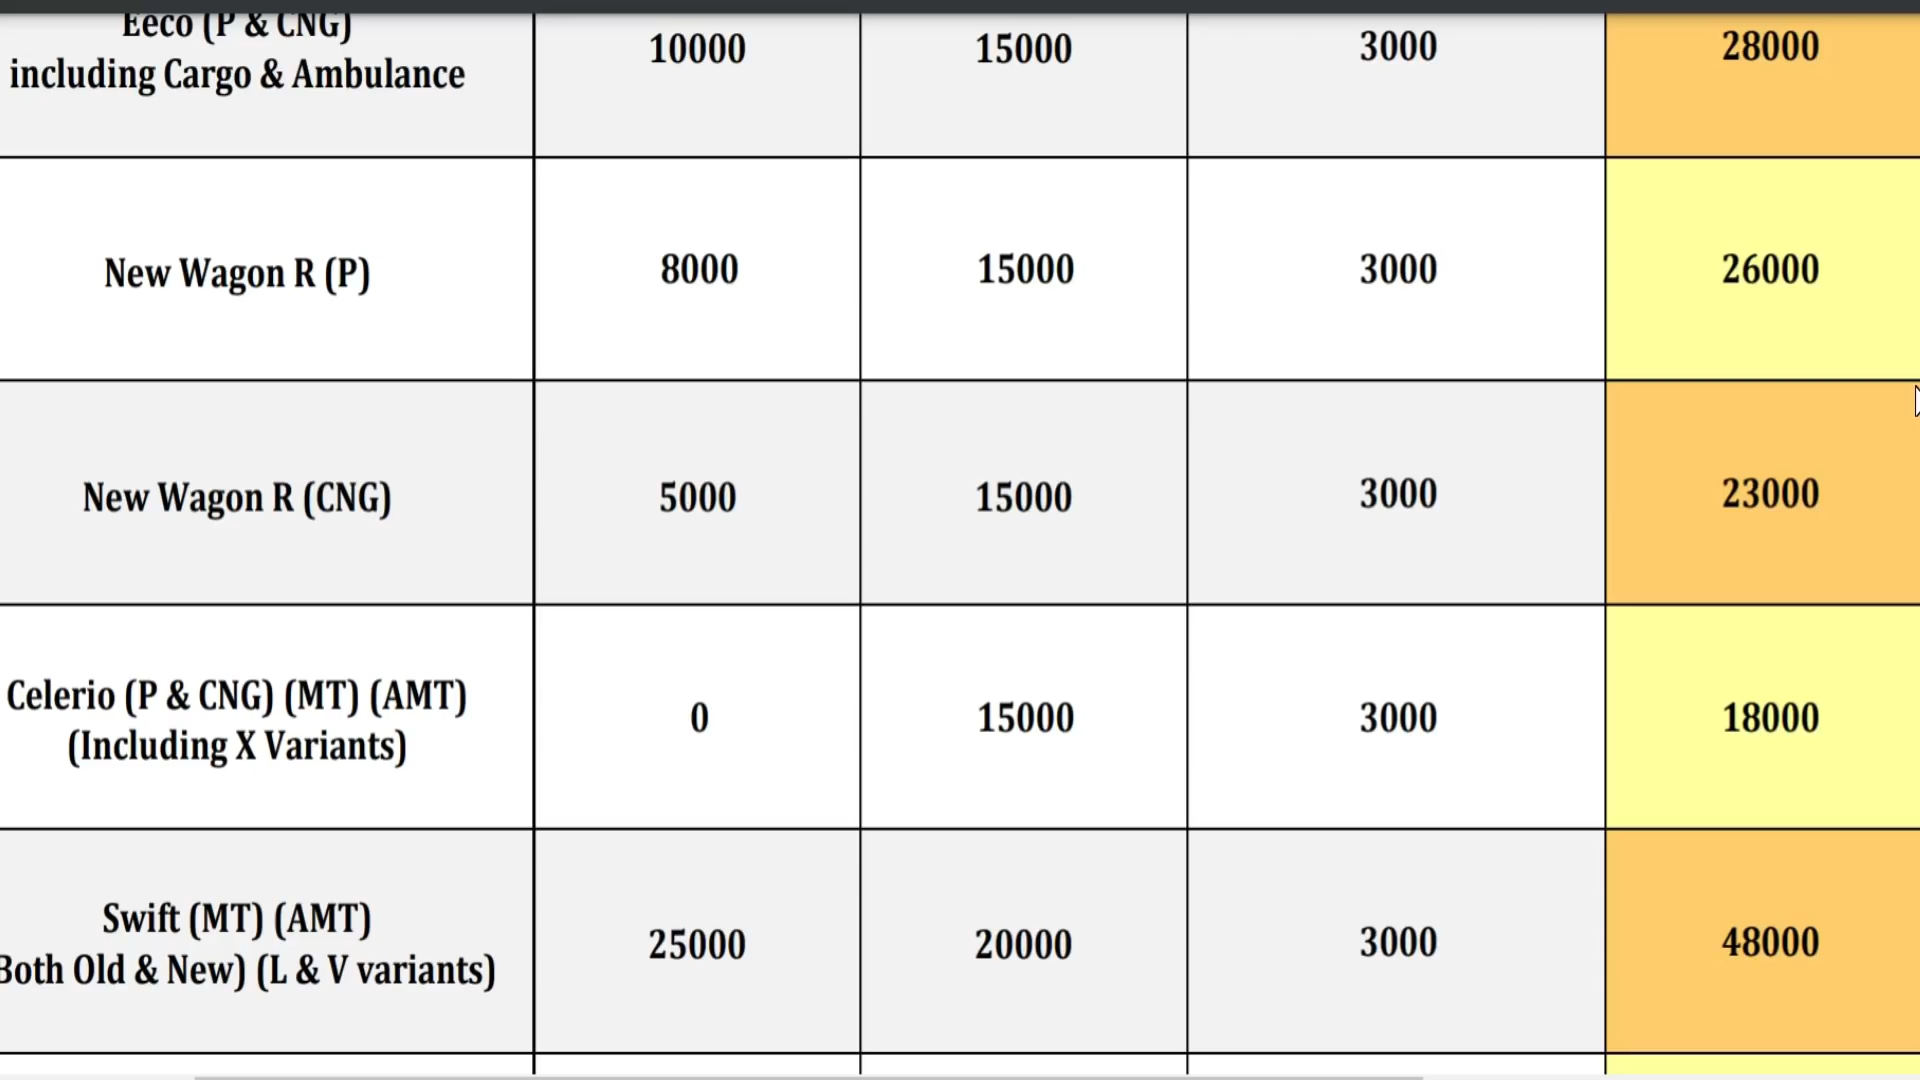 Eeco (P & CNG)
including Cargo & Ambulance
10000
15000
3000
28000
New Wagon R (P)
8000
15000
3000
26000
New Wagon R (CNG)
5000
15000
3000
23000
Celerio (P & CNG) (MT) (AMT)
(Including X Variants)
0
15000
3000
18000
Swift (MT) (AMT)
Both Old & New) (L & V variants)
25000
20000
3000
48000